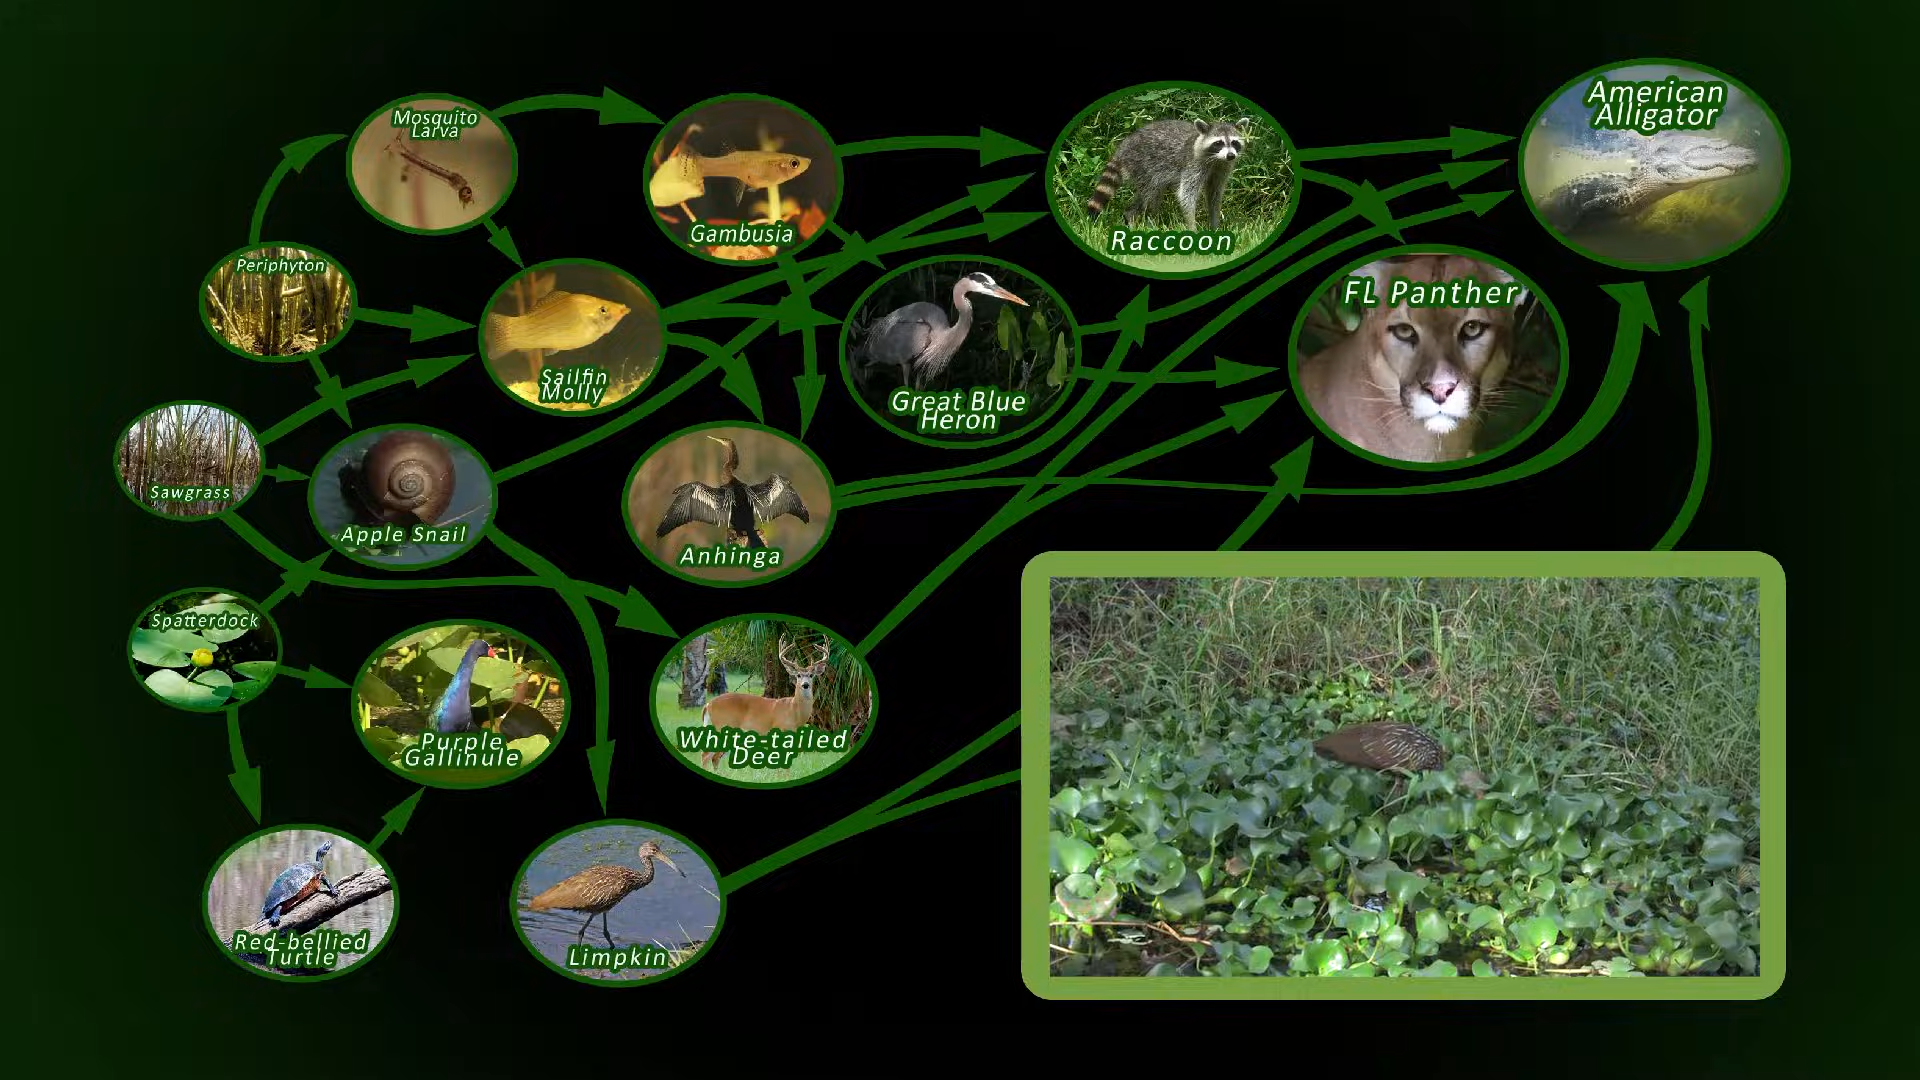 American
Alligator
Mosquito
Larva
Gambusia
Raccoon
Periphyton
FL Panther
Sailfin
Molly
Great Blue
Heron
Sawgrass
Apple Snail
Anhinga
Spatterdock
Purple
Gallinule
White-tailed
Deer
Red-bellied
Turtle
Limpkin